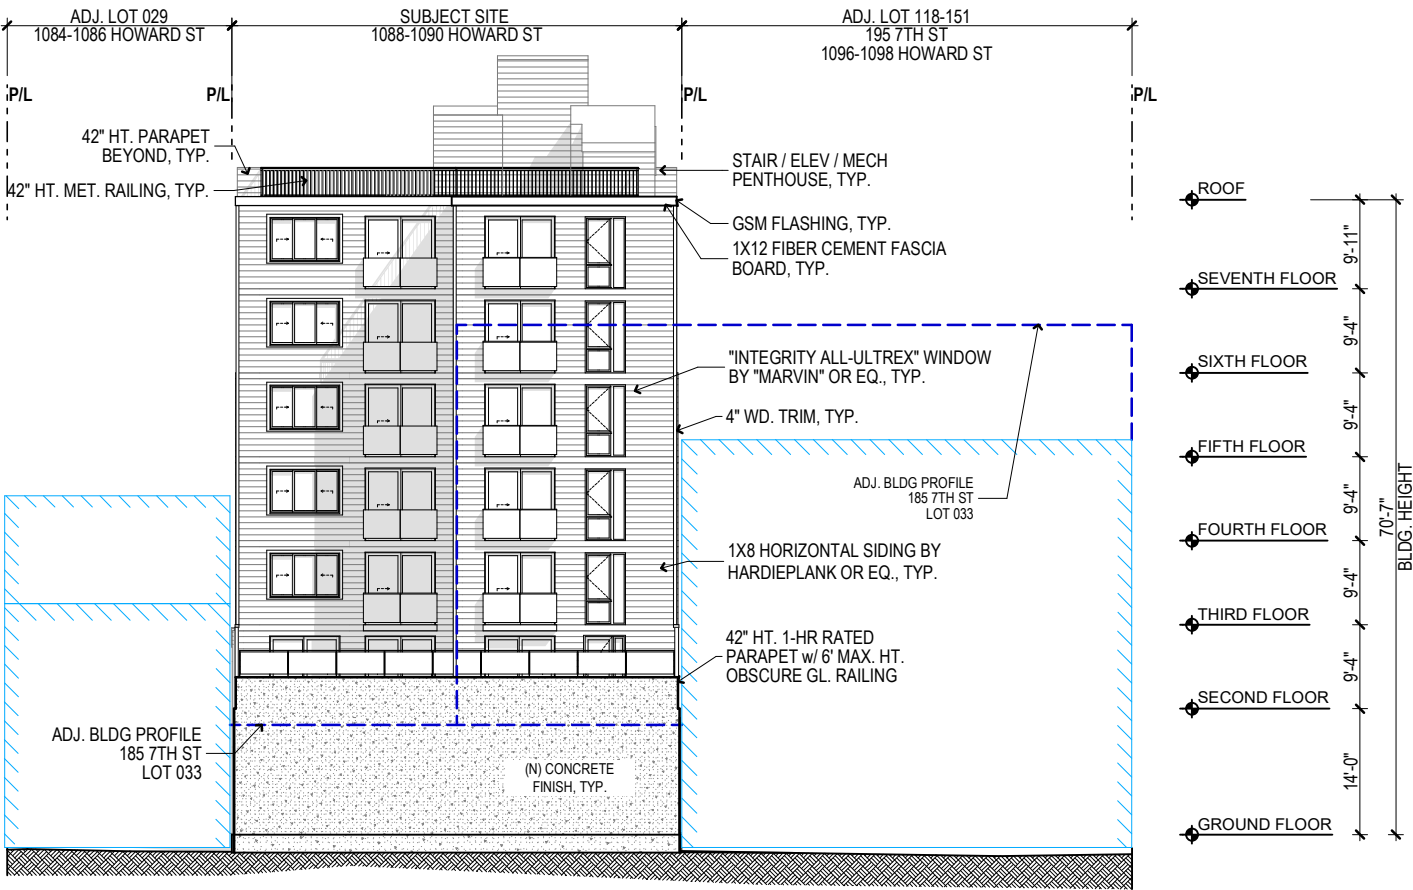 ADJ. LOT 029
1084-1086 HOWARD ST
SUBJECT SITE
1088-1090 HOWARD ST
ADJ. LOT 118-151
195 7TH ST
1096-1098 HOWARD ST
P/L
P/L
P/L
P/L
42" HT. PARAPET
BEYOND, TYP.
42" HT. MET. RAILING, TYP.
STAIR / ELEV / MECH
PENTHOUSE, TYP.
GSM FLASHING, TYP.
1X12 FIBER CEMENT FASCIA
BOARD, TYP.
"INTEGRITY ALL-ULTREX" WINDOW
BY "MARVIN" OR EQ., TYP.
4" WD. TRIM, TYP.
ADJ. BLDG PROFILE
185 7TH ST
LOT 033
1X8 HORIZONTAL SIDING BY
HARDIEPLANK OR EQ., TYP.
42" HT. 1-HR RATED
PARAPET w/ 6' MAX. HT.
OBSCURE GL. RAILING
ADJ. BLDG PROFILE
185 7TH ST
LOT 033
(N) CONCRETE
FINISH, TYP.
ROOF
9'-11"
SEVENTH FLOOR
9'-4"
SIXTH FLOOR
9'-4"
FIFTH FLOOR
9'-4"
FOURTH FLOOR
9'-4"
THIRD FLOOR
9'-4"
SECOND FLOOR
14'-0"
GROUND FLOOR
70'-7"
BLDG. HEIGHT